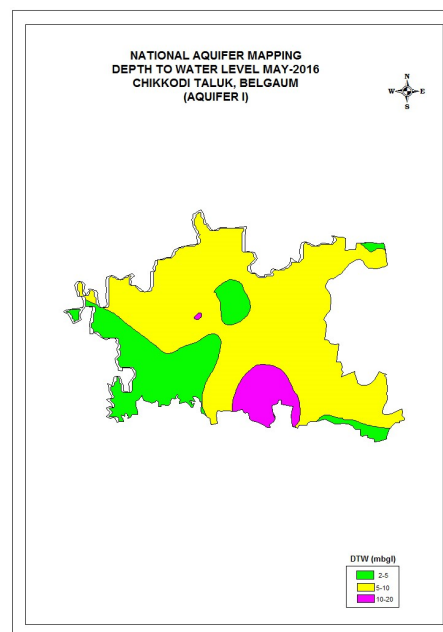 NATIONAL AQUIFER MAPPING
DEPTH TO WATER LEVEL MAY-2016
CHIKKODI TALUK, BELGAUM
(AQUIFER I)
N
W E
S
DTW (mbgl)
2-5
5-10
10-20